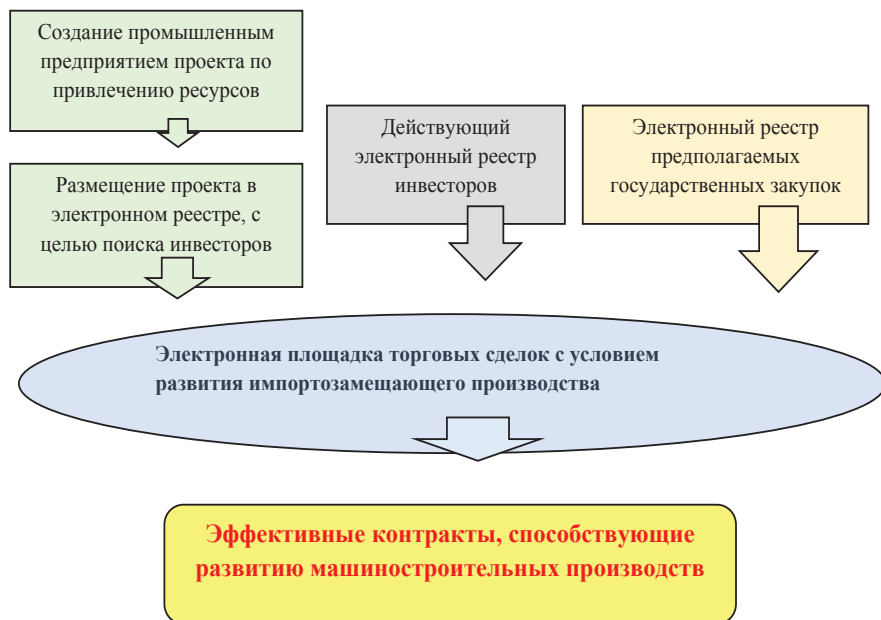 Создание промышленным
предприятием проекта по
привлечению ресурсов
Размещение проекта в
электронном реестре, с
целью поиска инвесторов
Действующий
электронный реестр
инвесторов
Электронный реестр
предполагаемых
государственных закупок
Электронная площадка торговых сделок с условием
развития импортозамещающего производства
Эффективные контракты, способствующие
развитию машиностроительных производств